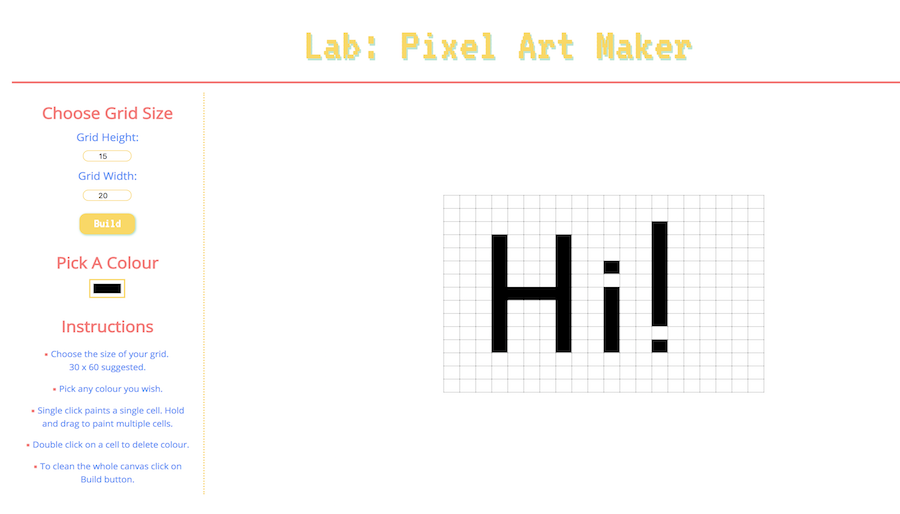 Lab: Pixel Art Maker
Choose Grid Size
Grid Height:
15
Grid Width:
20
Build
Pick A Colour
Instructions
• Choose the size of your grid.
30 x 60 suggested.
• Pick any colour you wish.
• Single click paints a single cell. Hold
and drag to paint multiple cells.
• Double click on a cell to delete colour.
• To clean the whole canvas click on
Build button.
Hi!